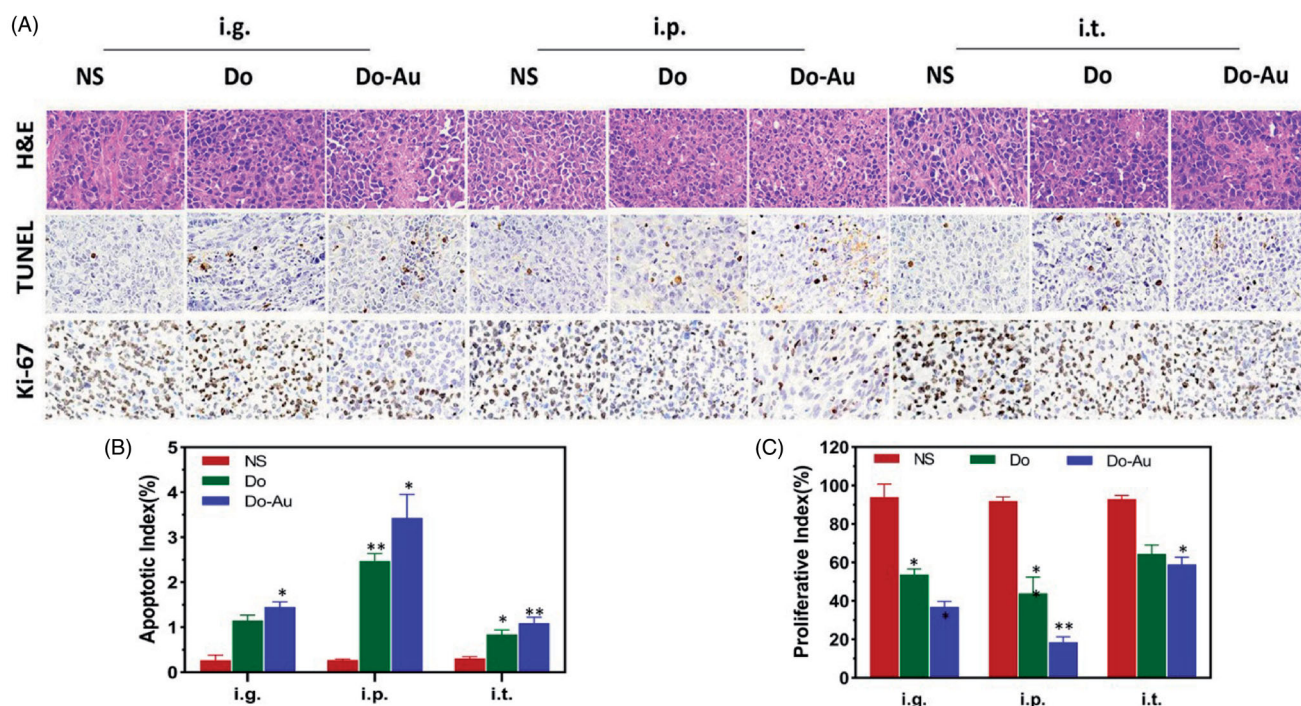 (A)
i.g. i.p. i.t.
NS Do Do-Au NS Do Do-Au NS Do Do-Au
H&E
TUNEL
Ki-67
(B)
Apoptotic Index(%)
5
4
3
2
1
0
NS
Do
Do-Au
*
**
*
*
**
i.g. i.p. i.t.
(C)
Proliferative Index(%)
120
100
80
60
40
20
0
NS Do Do-Au
*
*
*
*
**
*
i.g. i.p. i.t.